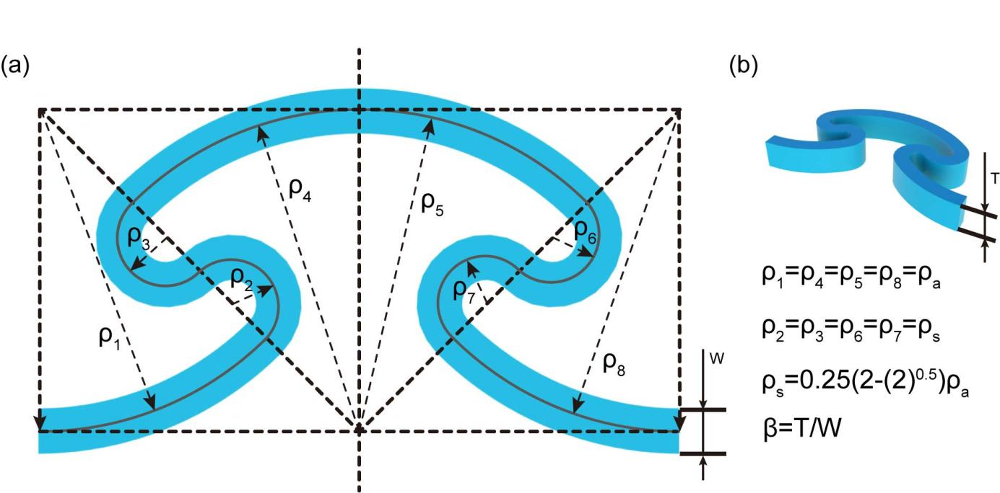 (a)
(b)
ρ4
ρ5
T
ρ3
ρ6
ρ2
ρ7
ρ1=ρ4=ρ5=ρ8=ρa
ρ1
ρ2=ρ3=ρ6=ρ7=ρs
ρ8
W
ρs=0.25(2-(2)^0.5)ρa
β=T/W